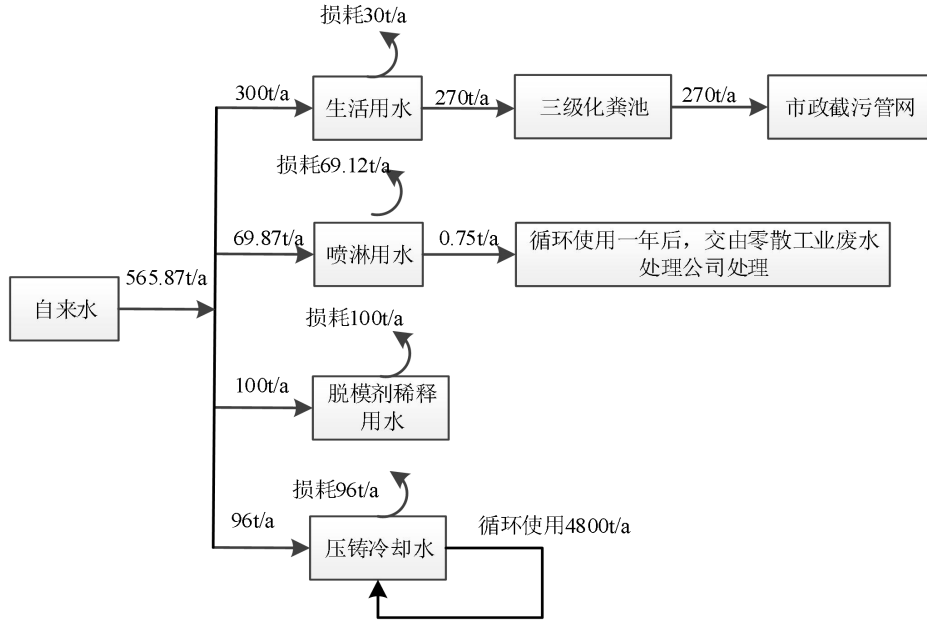 损耗30t/a
300t/a
生活用水
270t/a
三级化粪池
270t/a
市政截污管网
损耗69.12t/a
69.87t/a
喷淋用水
0.75t/a
循环使用一年后，交由零散工业废水
处理公司处理
565.87t/a
自来水
损耗100t/a
100t/a
脱模剂稀释
用水
损耗96t/a
96t/a
压铸冷却水
循环使用4800t/a